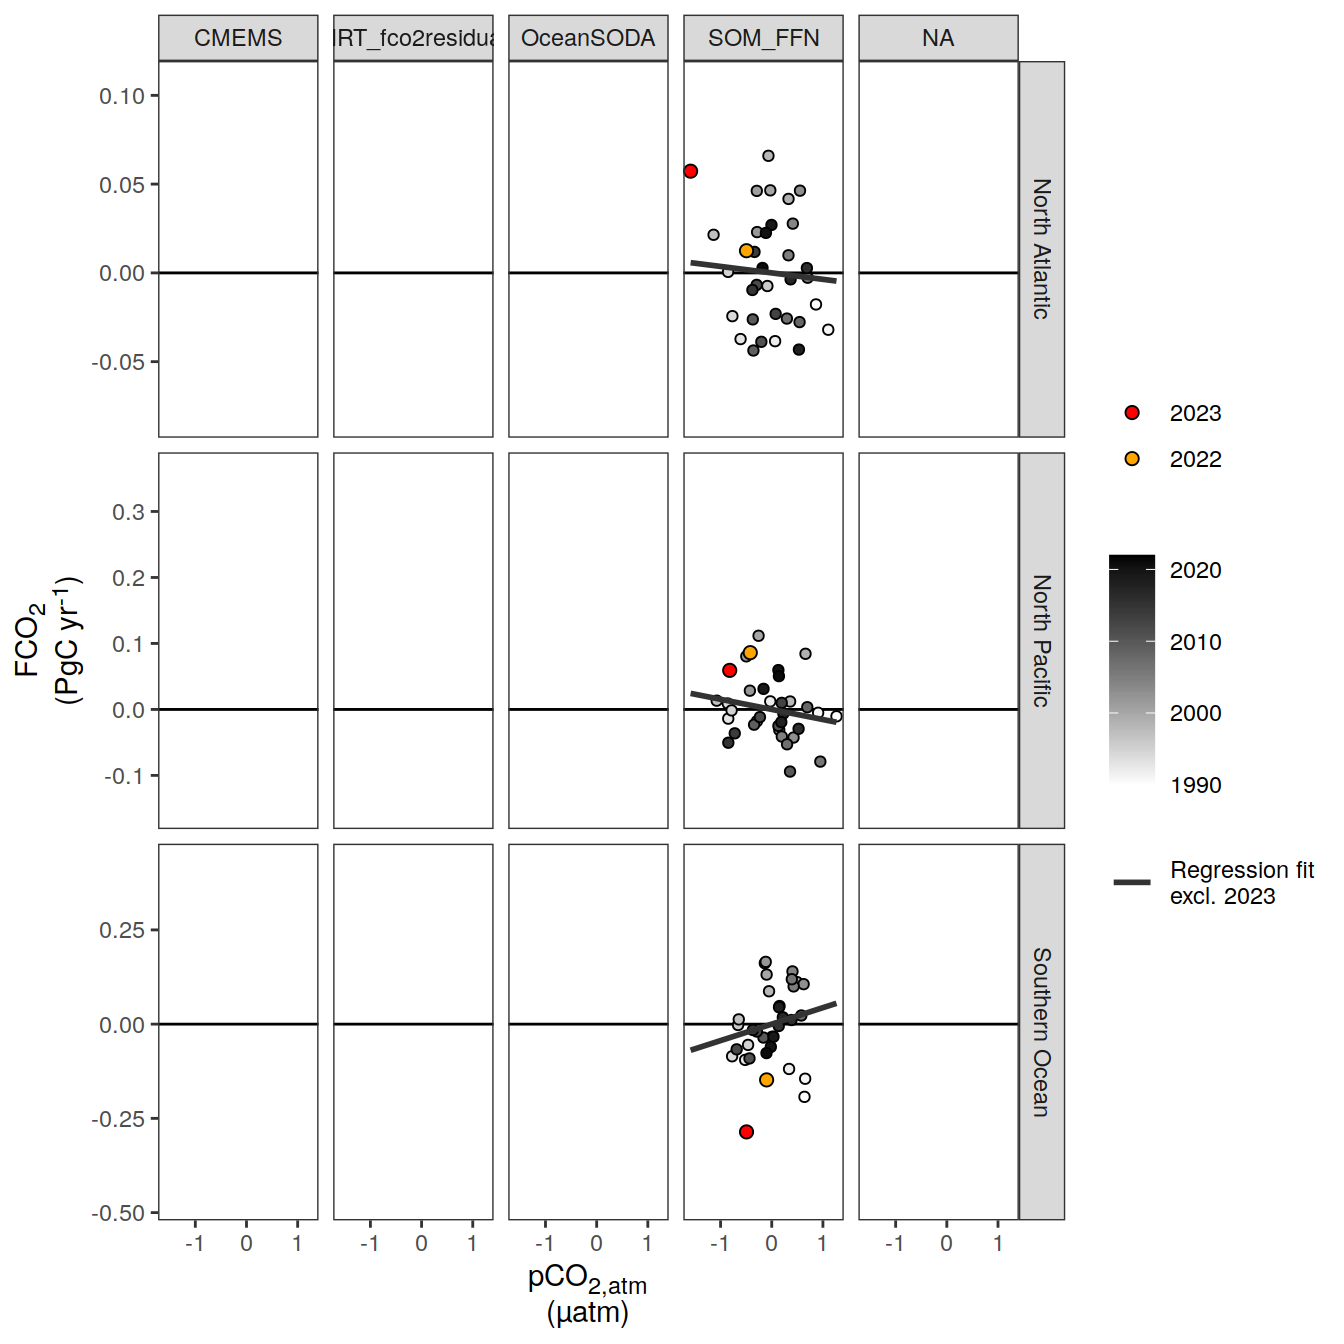 CMEMS
IRT_fco2residua
OceanSODA
SOM_FFN
NA
0.10
0.05
0.00
-0.05
North Atlantic
0.3
0.2
0.1
0.0
-0.1
North Pacific
0.25
0.00
-0.25
-0.50
Southern Ocean
FCO2
(PgC yr-1)
-1 0 1 -1 0 1 -1 0 1 -1 0 1 -1 0 1
pCO2,atm
(µatm)
2023
2022
2020
2010
2000
1990
Regression fit
excl. 2023